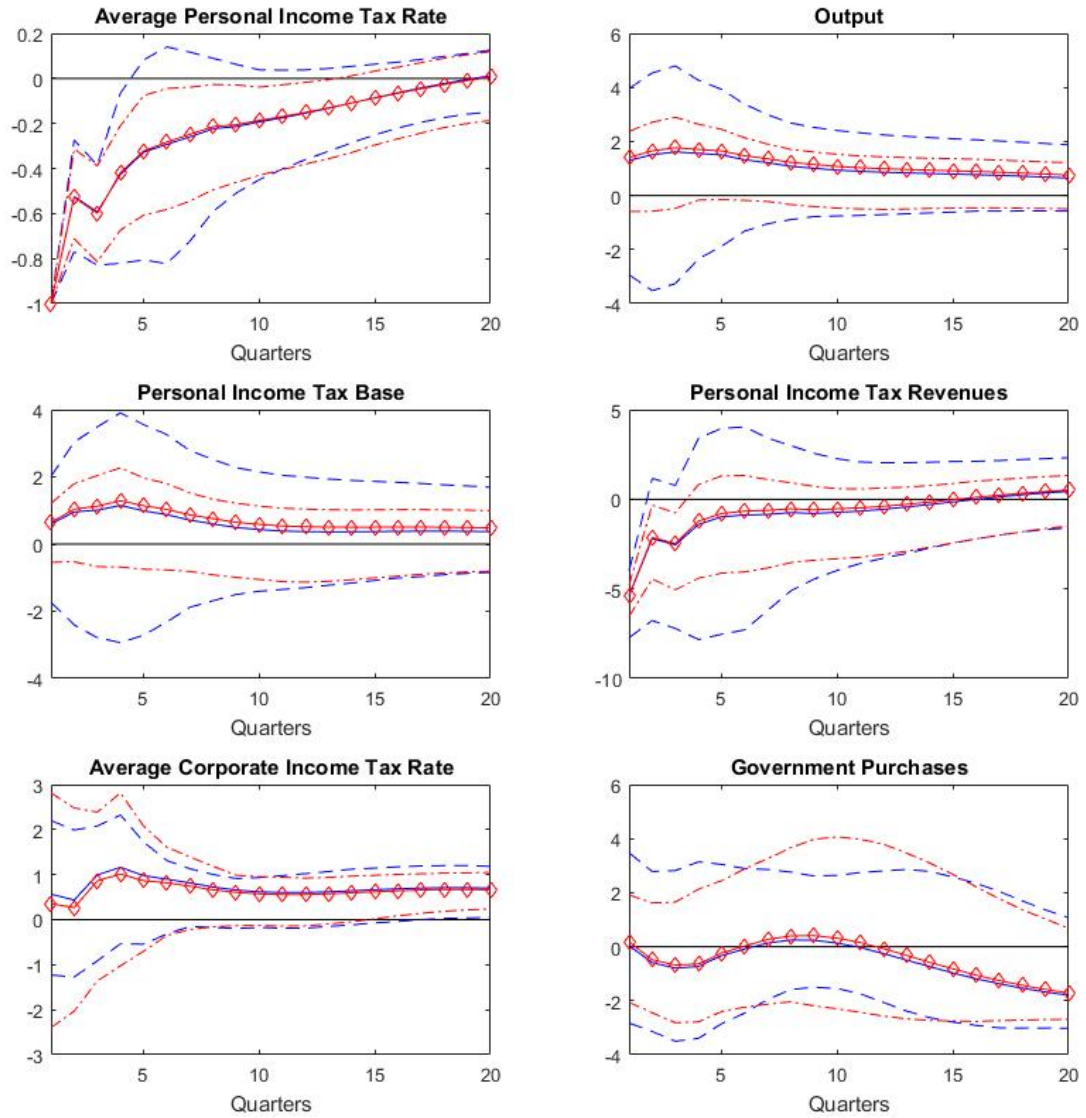 Average Personal Income Tax Rate
0.2
0
-0.2
-0.4
-0.6
-0.8
-1
5 10 15 20
Quarters
Output
6
4
2
0
-2
-4
5 10 15 20
Quarters
Personal Income Tax Base
4
2
0
-2
-4
5 10 15 20
Quarters
Personal Income Tax Revenues
5
0
-5
-10
5 10 15 20
Quarters
Average Corporate Income Tax Rate
3
2
1
0
-1
-2
-3
5 10 15 20
Quarters
Government Purchases
6
4
2
0
-2
-4
5 10 15 20
Quarters